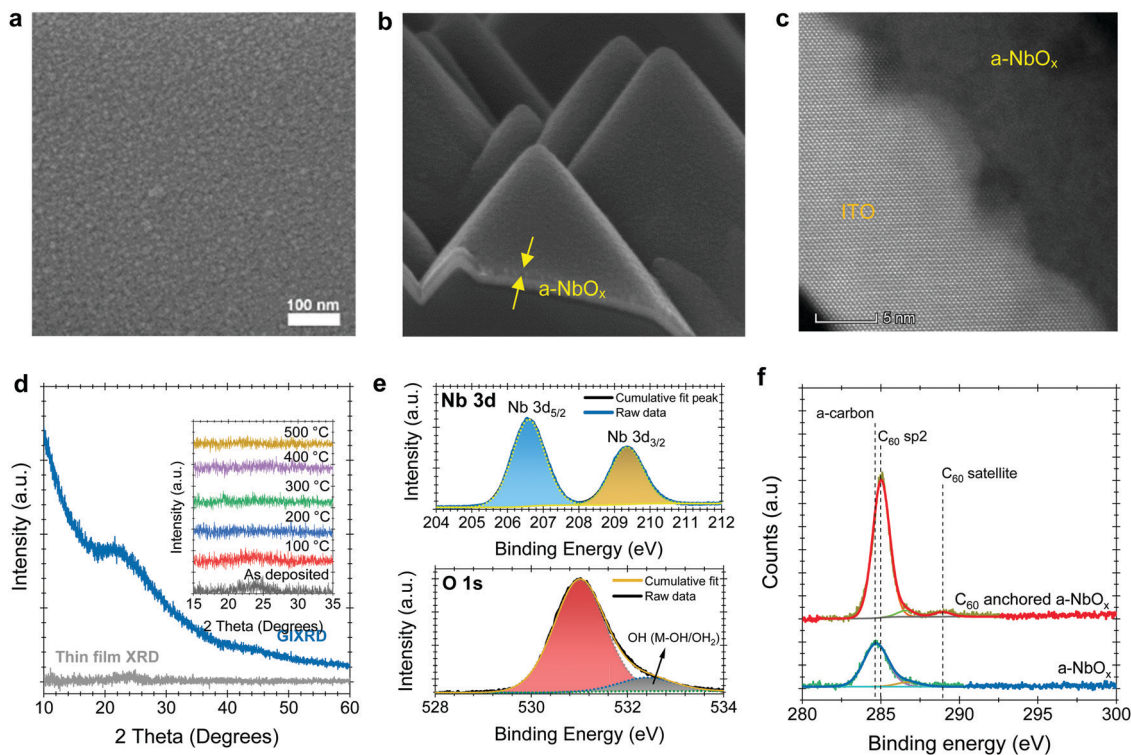 a
100 nm
b
a-NbOₓ
c
a-NbOₓ
ITO
5 nm
d
Intensity (a.u.)
Intensity (a.u.)
500 °C
400 °C
300 °C
200 °C
100 °C
As deposited
15 20 25 30 35
2 Theta (Degrees)
GIXRD
Thin film XRD
10 20 30 40 50 60
2 Theta (Degrees)
e
Intensity (a.u.)
Nb 3d
Nb 3d₅/₂
Nb 3d₃/₂
Cumulative fit peak
Raw data
204 205 206 207 208 209 210 211 212
Binding Energy (eV)
Intensity (a.u.)
O 1s
Cumulative fit
Raw data
OH (M-OH/OH₂)
528 530 532 534
Binding Energy (eV)
f
Counts (a.u)
a-carbon
C₆₀ sp2
C₆₀ satellite
C₆₀ anchored a-NbOₓ
a-NbOₓ
280 285 290 295 300
Binding energy (eV)